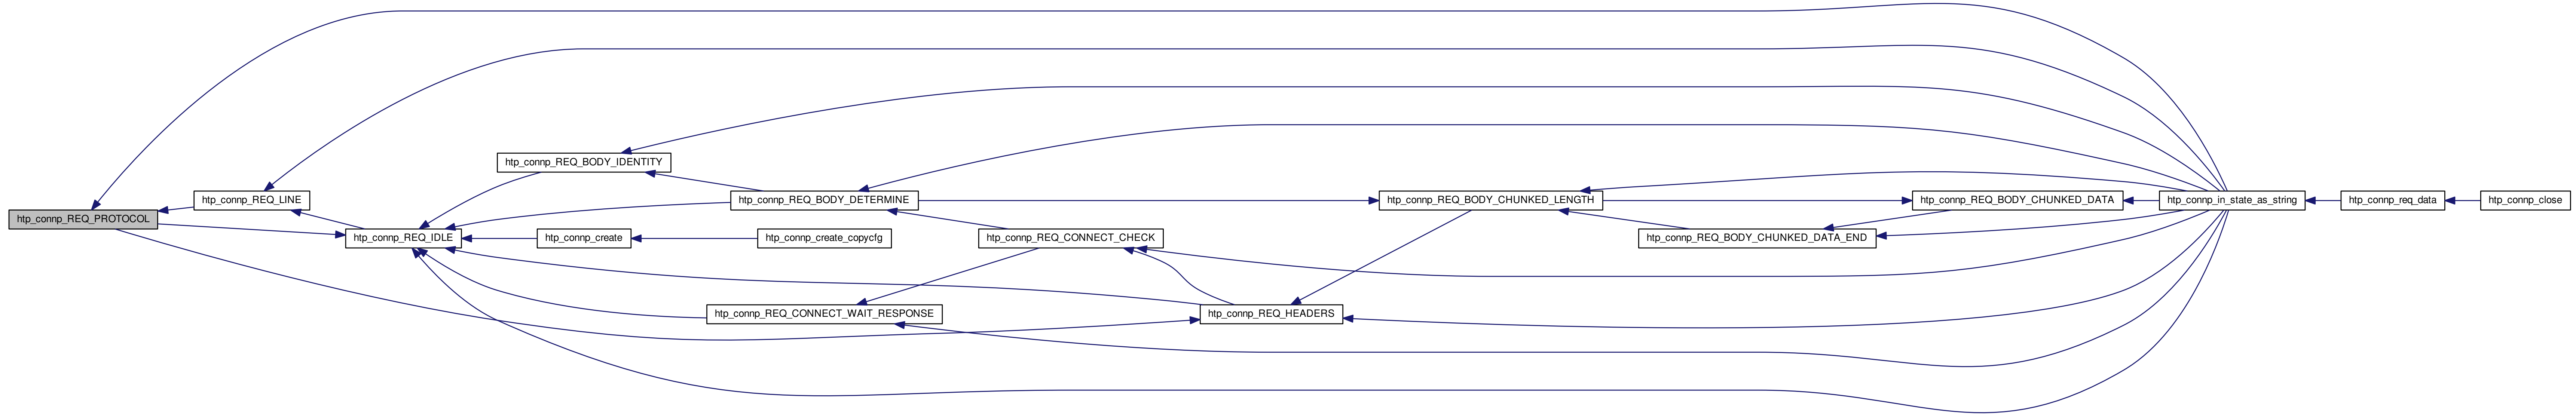 htp_connp_REQ_PROTOCOL
htp_connp_REQ_LINE
htp_connp_REQ_IDLE
htp_connp_REQ_BODY_IDENTITY
htp_connp_create
htp_connp_REQ_BODY_DETERMINE
htp_connp_create_copycfg
htp_connp_REQ_CONNECT_WAIT_RESPONSE
htp_connp_REQ_CONNECT_CHECK
htp_connp_REQ_HEADERS
htp_connp_REQ_BODY_CHUNKED_LENGTH
htp_connp_REQ_BODY_CHUNKED_DATA_END
htp_connp_REQ_BODY_CHUNKED_DATA
htp_connp_in_state_as_string
htp_connp_req_data
htp_connp_close